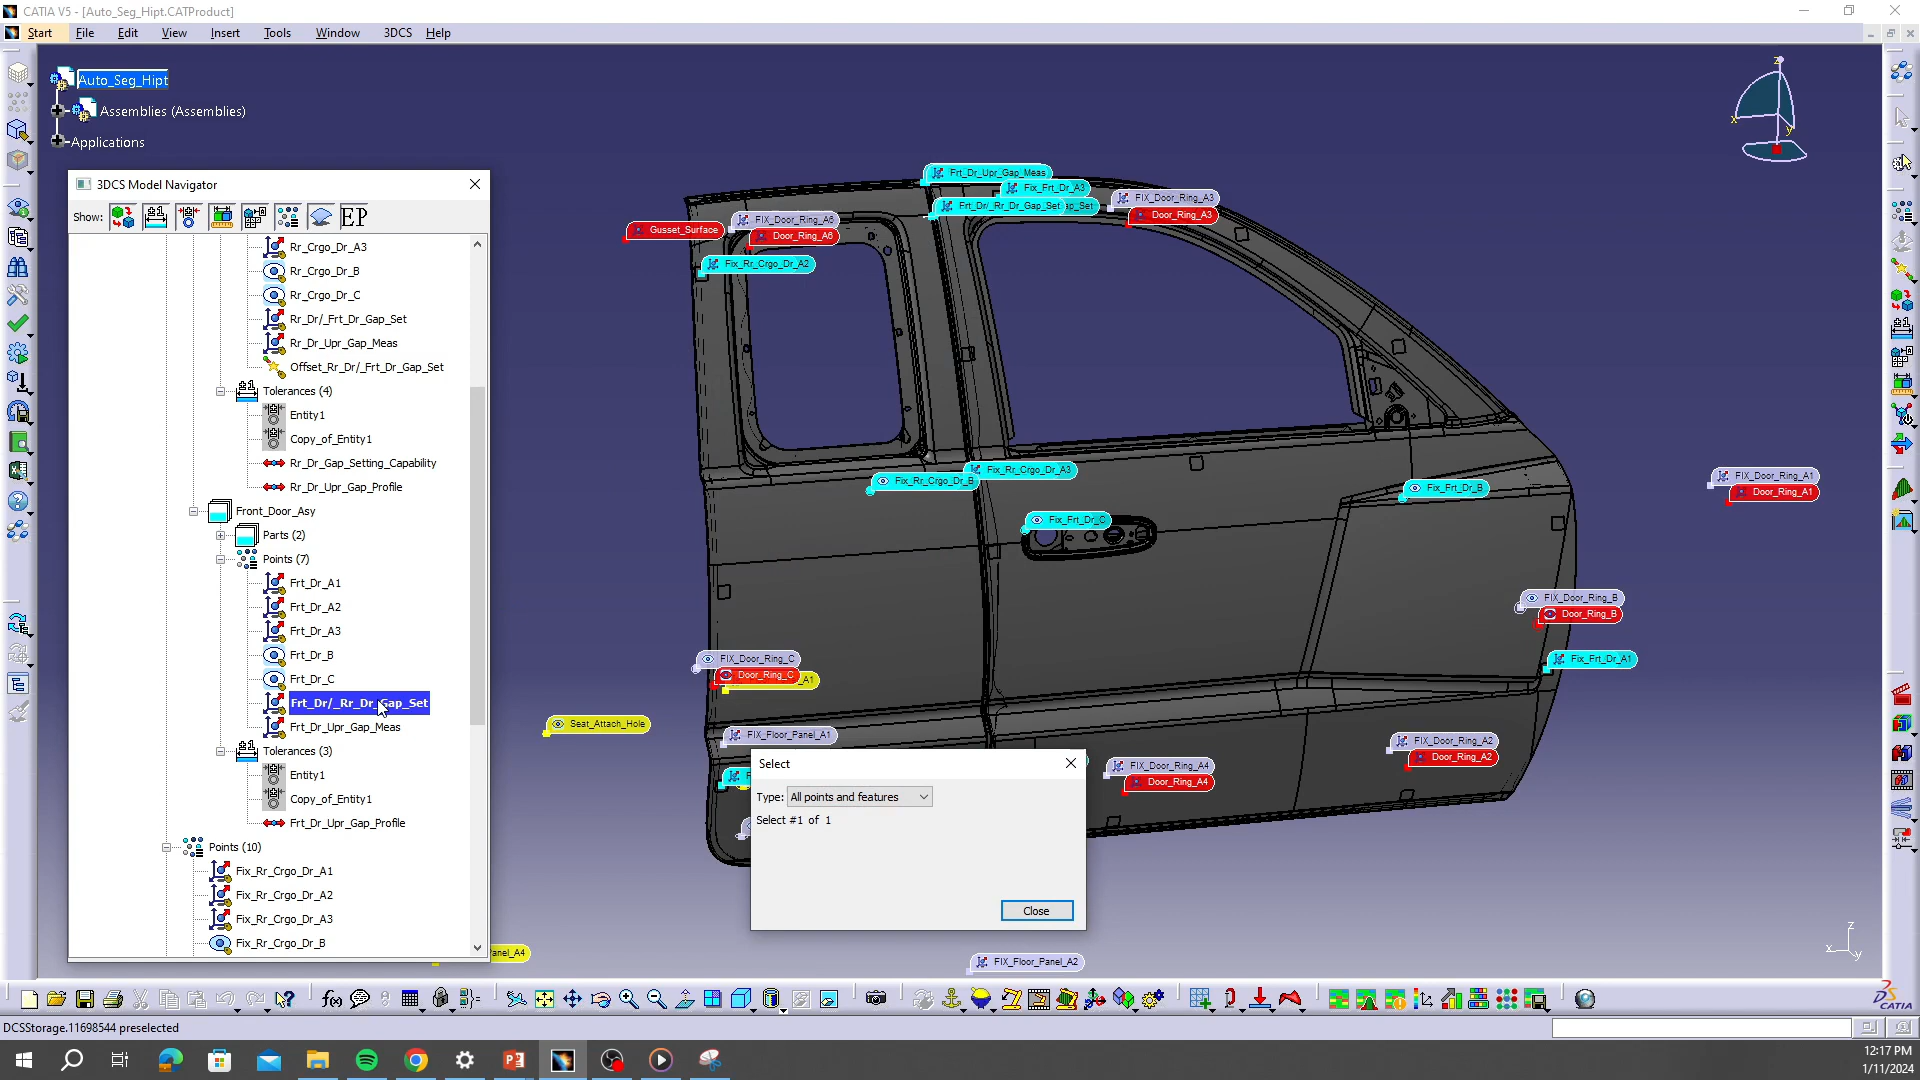 CATIA V5 - [Auto_Seg_Hipt.CATProduct]
Start File Edit View Insert Tools Window 3DCS Help
Auto_Seg_Hipt
Assemblies (Assemblies)
Applications
3DCS Model Navigator
Show: EP
Rr_Crgo_Dr_A3
Rr_Crgo_Dr_B
Rr_Crgo_Dr_C
Rr_Dr/_Frt_Dr_Gap_Set
Rr_Dr_Upr_Gap_Meas
Offset_Rr_Dr/_Frt_Dr_Gap_Set
Tolerances (4)
Entity1
Copy_of_Entity1
Rr_Dr_Gap_Setting_Capability
Rr_Dr_Upr_Gap_Profile
Front_Door_Asy
Parts (2)
Points (7)
Frt_Dr_A1
Frt_Dr_A2
Frt_Dr_A3
Frt_Dr_B
Frt_Dr_C
Frt_Dr/_Rr_Dr_Gap_Set
Frt_Dr_Upr_Gap_Meas
Tolerances (3)
Entity1
Copy_of_Entity1
Frt_Dr_Upr_Gap_Profile
Points (10)
Fix_Rr_Crgo_Dr_A1
Fix_Rr_Crgo_Dr_A2
Fix_Rr_Crgo_Dr_A3
Fix_Rr_Crgo_Dr_B
Frt_Dr_Upr_Gap_Meas
Fix_Frt_Dr_A3
Frt_Dr/_Rr_Dr_Gap_Set
ap_Set
FIX_Door_Ring_A3
Door_Ring_A3
Gusset_Surface
FIX_Door_Ring_A6
Door_Ring_A6
Fix_Rr_Crgo_Dr_A2
Fix_Rr_Crgo_Dr_A3
Fix_Rr_Crgo_Dr_B
Fix_Frt_Dr_B
Fix_Frt_Dr_C
FIX_Door_Ring_A1
Door_Ring_A1
FIX_Door_Ring_B
Door_Ring_B
Fix_Frt_Dr_A1
FIX_Door_Ring_C
Door_Ring_C
A1
Seat_Attach_Hole
FIX_Floor_Panel_A1
F
FIX_Door_Ring_A2
Door_Ring_A2
FIX_Door_Ring_A4
Door_Ring_A4
Select
Type: All points and features
Select #1 of 1
Close
anel_A4
FIX_Floor_Panel_A2
z
x
y
z
x
y
f(x)
CATIA
DCSStorage.11698544 preselected
12:17 PM
1/11/2024